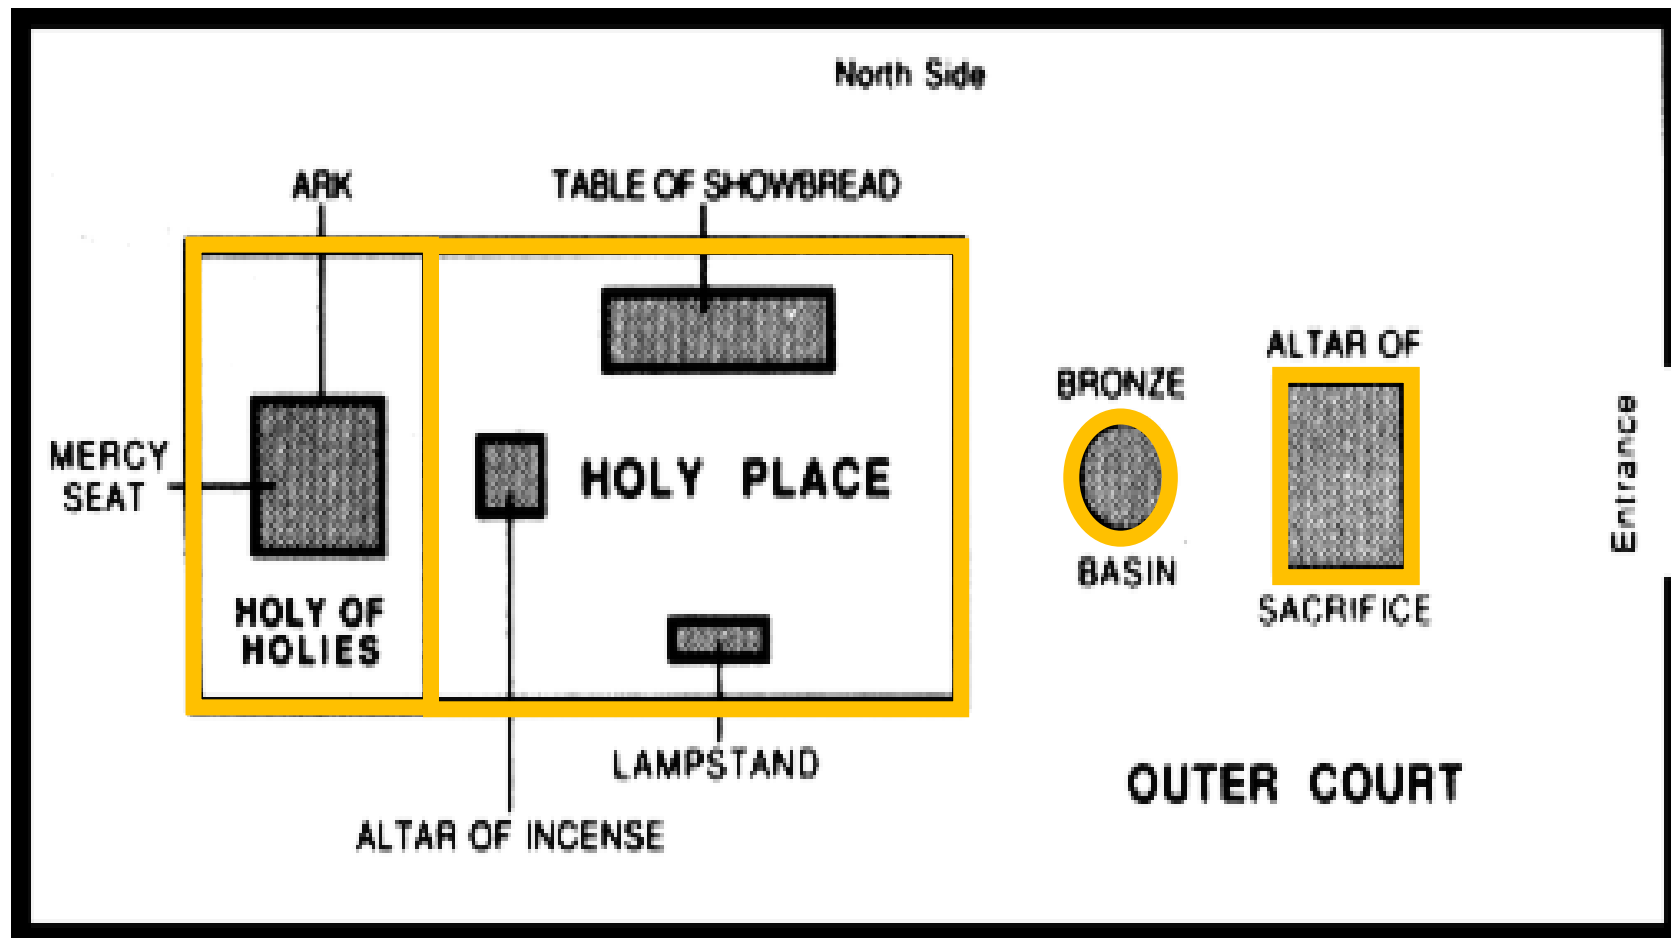 North Side
ARK
TABLE OF SHOWBREAD
ALTAR OF
BRONZE
Entrance
MERCY
SEAT
HOLY PLACE
BASIN
SACRIFICE
HOLY OF
HOLIES
LAMPSTAND
OUTER COURT
ALTAR OF INCENSE